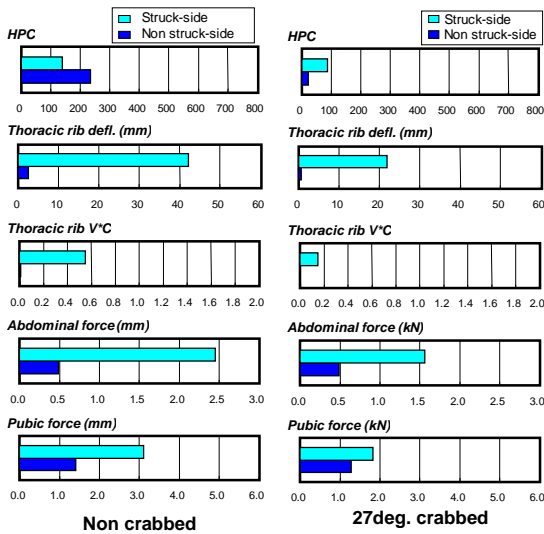 Struck-side
Non struck-side
HPC
0 100 200 300 400 500 600 700 800
Thoracic rib defl. (mm)
0 10 20 30 40 50 60
Thoracic rib V*C
0.0 0.2 0.4 0.6 0.8 1.0 1.2 1.4 1.6 1.8 2.0
Abdominal force (mm)
0.0 0.5 1.0 1.5 2.0 2.5 3.0
Pubic force (mm)
0.0 1.0 2.0 3.0 4.0 5.0 6.0
Non crabbed
Struck-side
Non struck-side
HPC
0 100 200 300 400 500 600 700 800
Thoracic rib defl. (mm)
0 10 20 30 40 50 60
Thoracic rib V*C
0.0 0.2 0.4 0.6 0.8 1.0 1.2 1.4 1.6 1.8 2.0
Abdominal force (kN)
0.0 0.5 1.0 1.5 2.0 2.5 3.0
Pubic force (kN)
0.0 1.0 2.0 3.0 4.0 5.0 6.0
27deg. crabbed